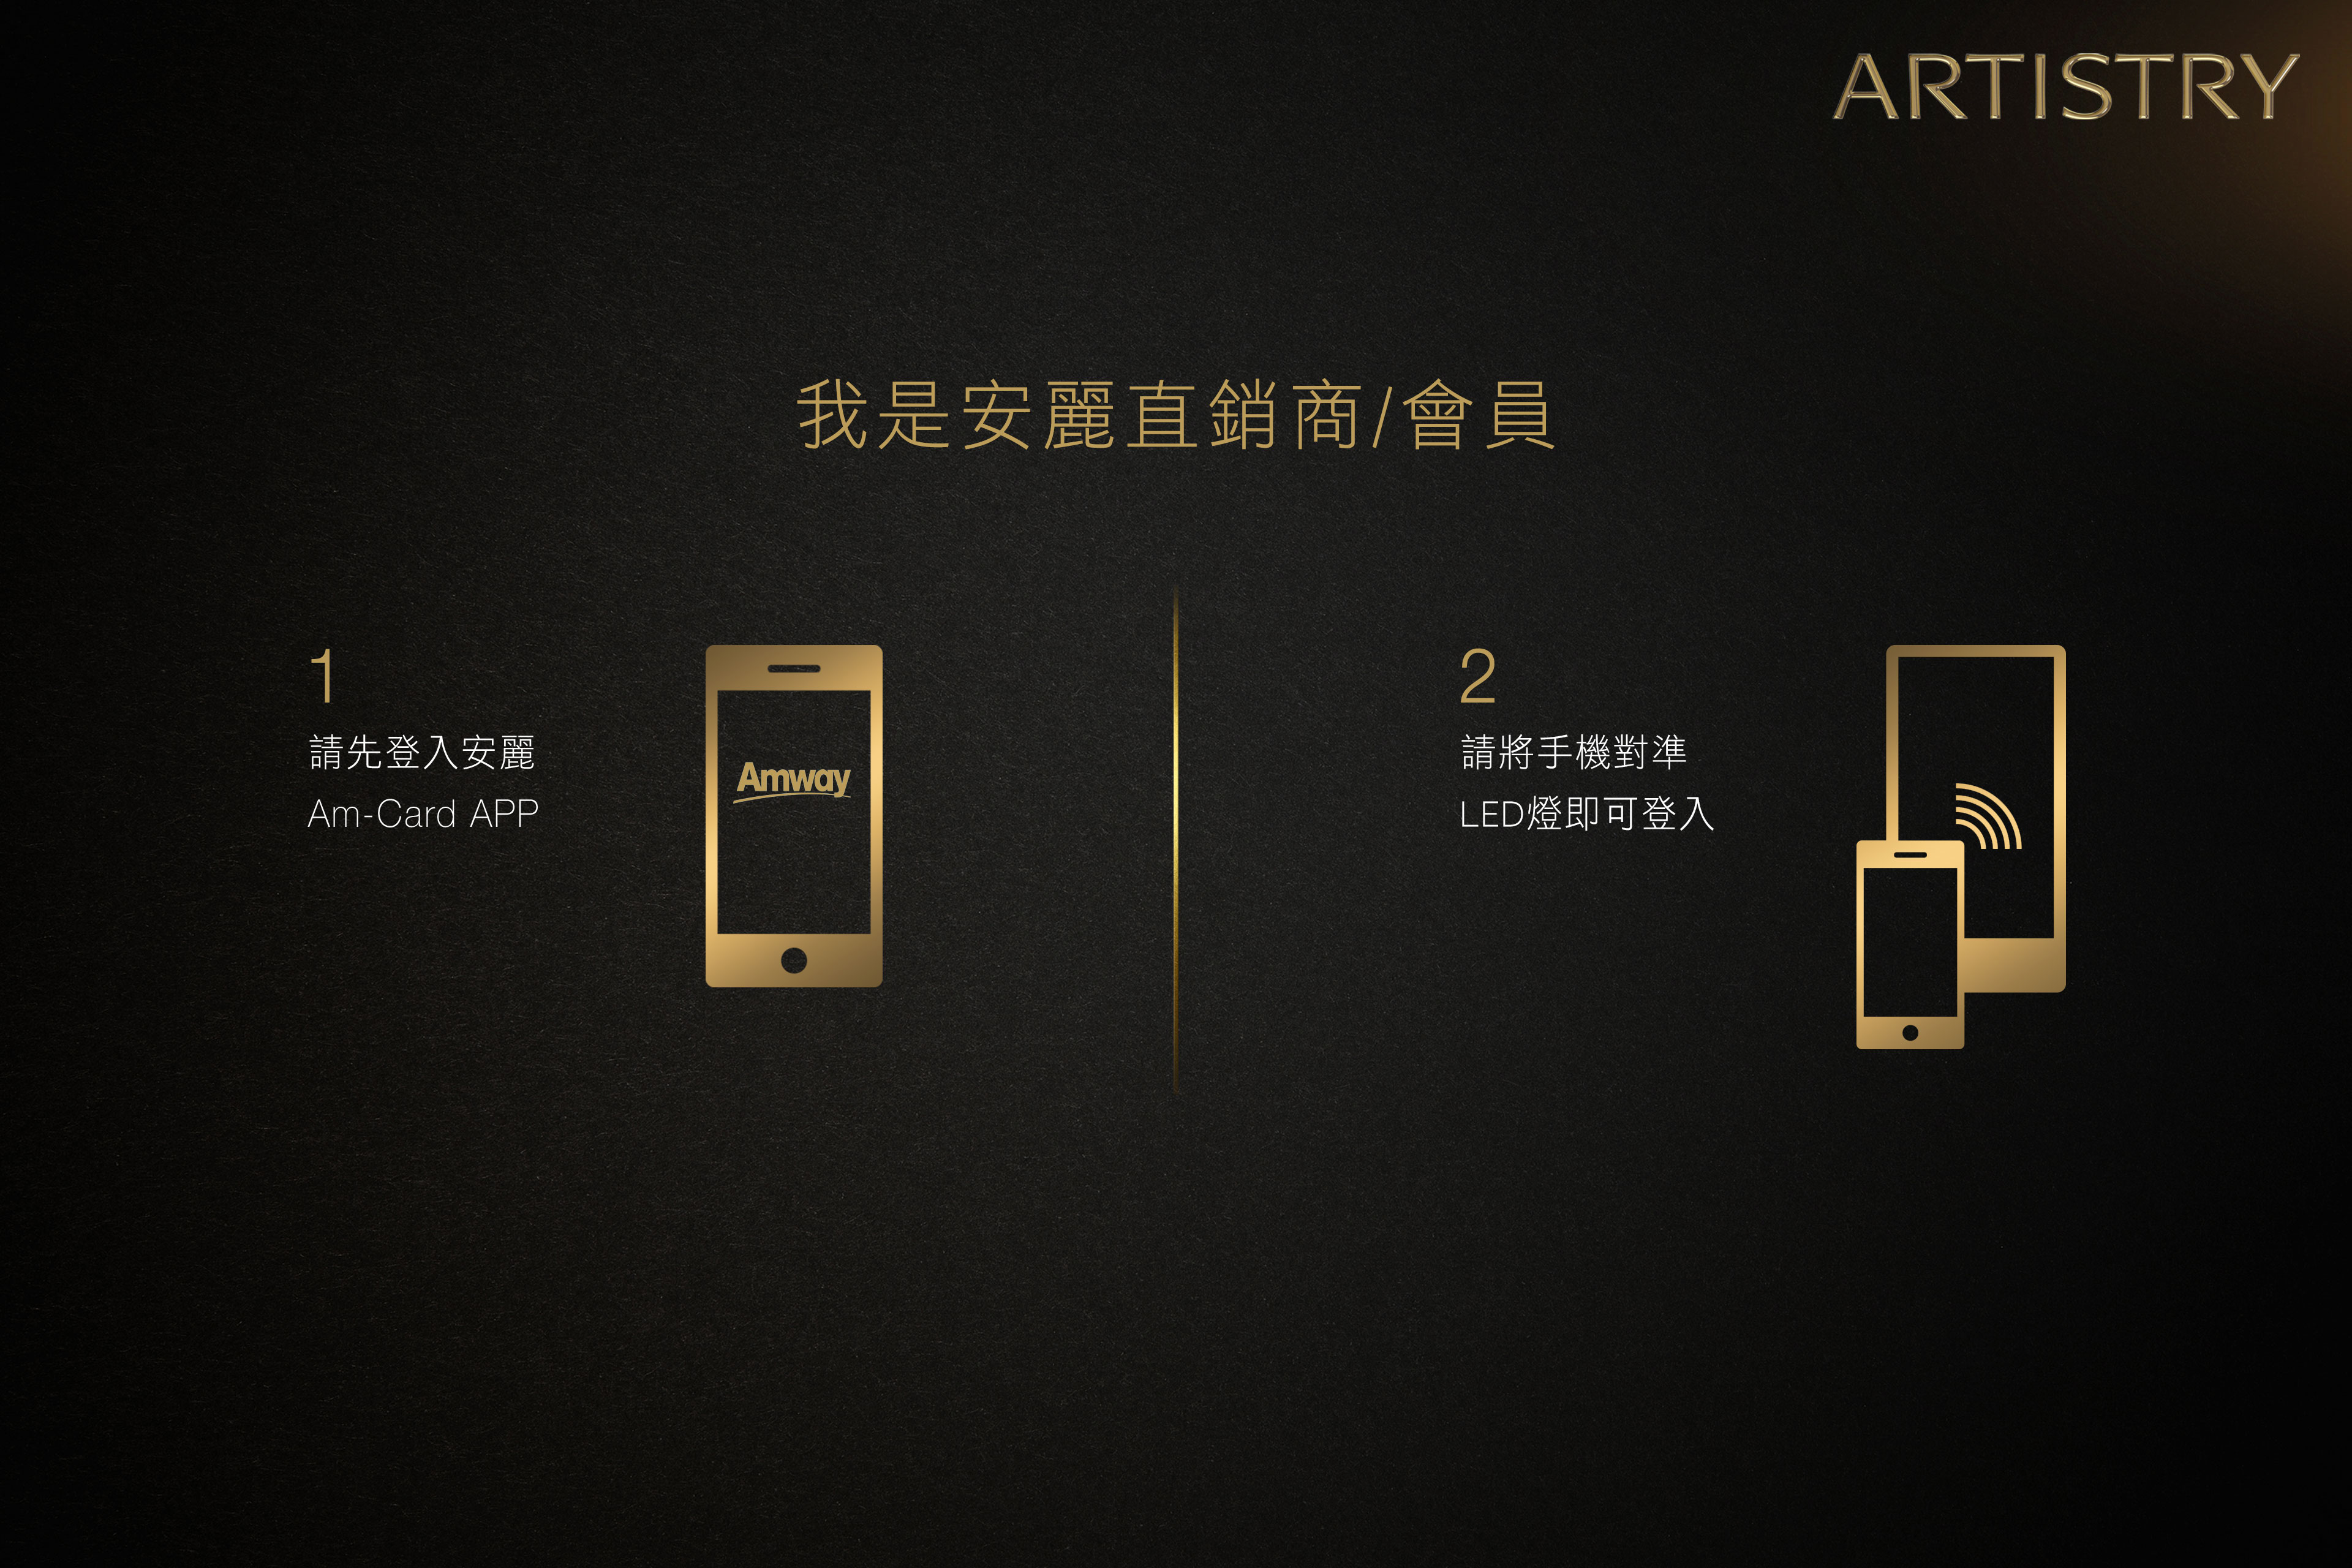 ARTISTRY
我是安麗直銷商/會員
1
請先登入安麗
Am-Card APP
Amway
2
請將手機對準
LED燈即可登入